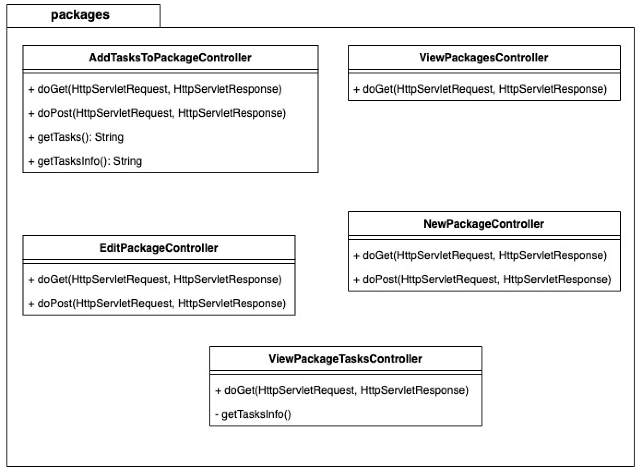 packages
AddTasksToPackageController
+ doGet(HttpServletRequest, HttpServletResponse)
+ doPost(HttpServletRequest, HttpServletResponse)
+ getTasks(): String
+ getTasksInfo(): String
ViewPackagesController
+ doGet(HttpServletRequest, HttpServletResponse)
EditPackageController
+ doGet(HttpServletRequest, HttpServletResponse)
+ doPost(HttpServletRequest, HttpServletResponse)
NewPackageController
+ doGet(HttpServletRequest, HttpServletResponse)
+ doPost(HttpServletRequest, HttpServletResponse)
ViewPackageTasksController
+ doGet(HttpServletRequest, HttpServletResponse)
- getTasksInfo()